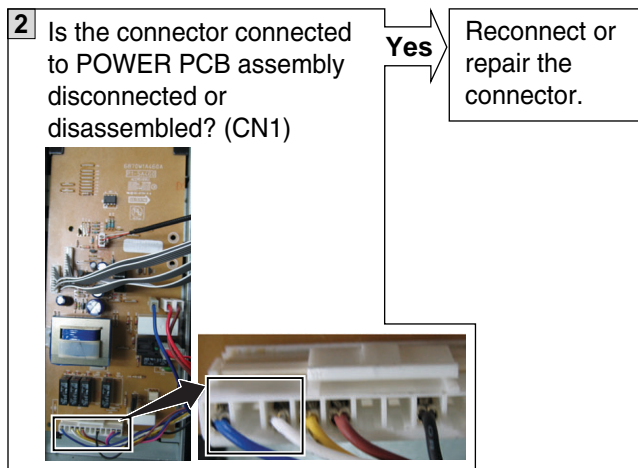 2
Is the connector connected
to POWER PCB assembly
disconnected or
disassembled? (CN1)
Yes
Reconnect or
repair the
connector.